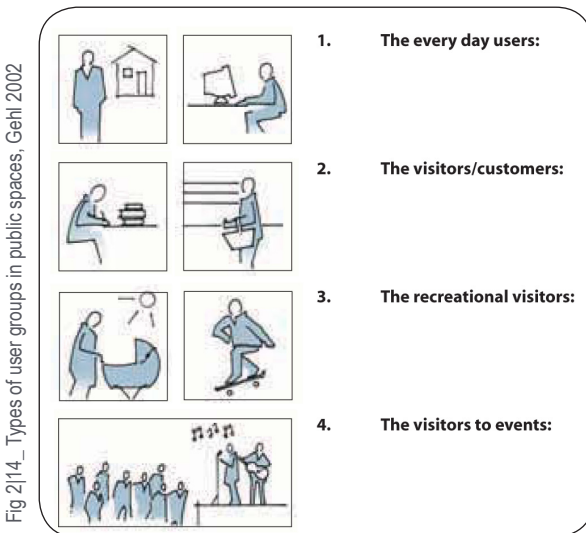 Fig 2|14_ Types of user groups in public spaces, Gehl 2002
1. The every day users:
2. The visitors/customers:
3. The recreational visitors:
4. The visitors to events: